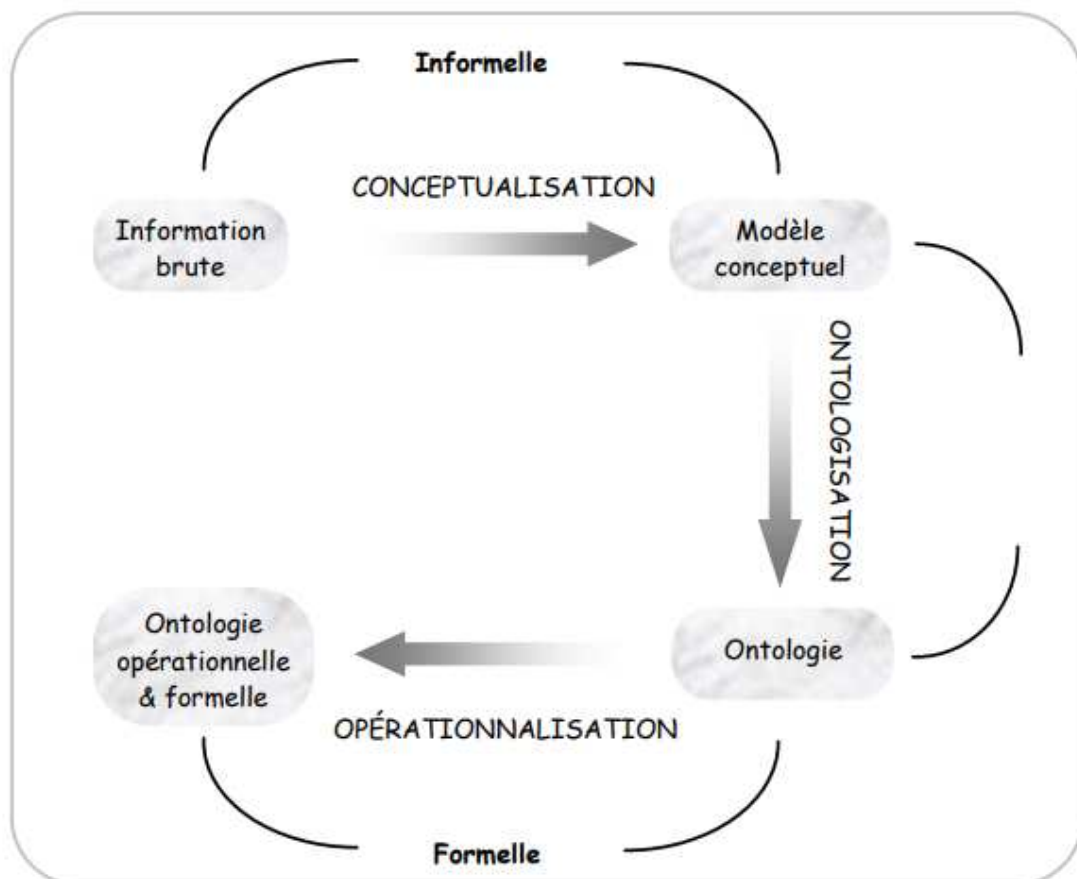 Informelle
CONCEPTUALISATION
Information
brute
Modèle
conceptuel
ONTOLOGISATION
Ontologie
opérationnelle
& formelle
Ontologie
OPÉRATIONNALISATION
Formelle